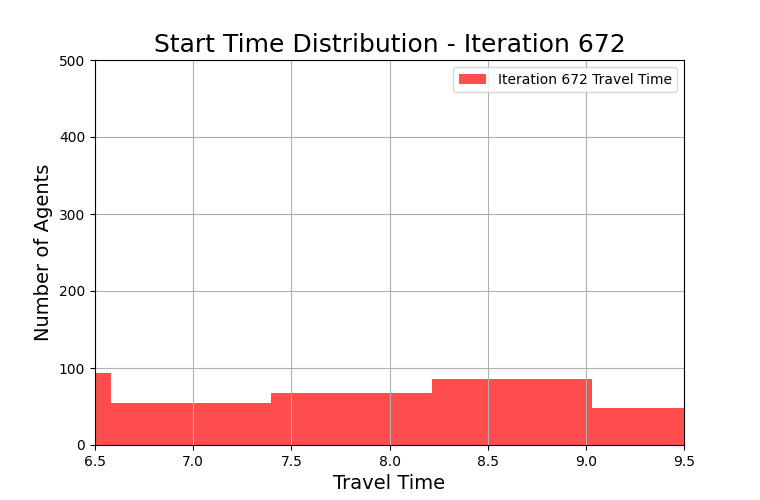 Start Time Distribution - Iteration 672
500
Iteration 672 Travel Time
400
300
200
100
0
Number of Agents
6.5 7.0 7.5 8.0 8.5 9.0 9.5
Travel Time